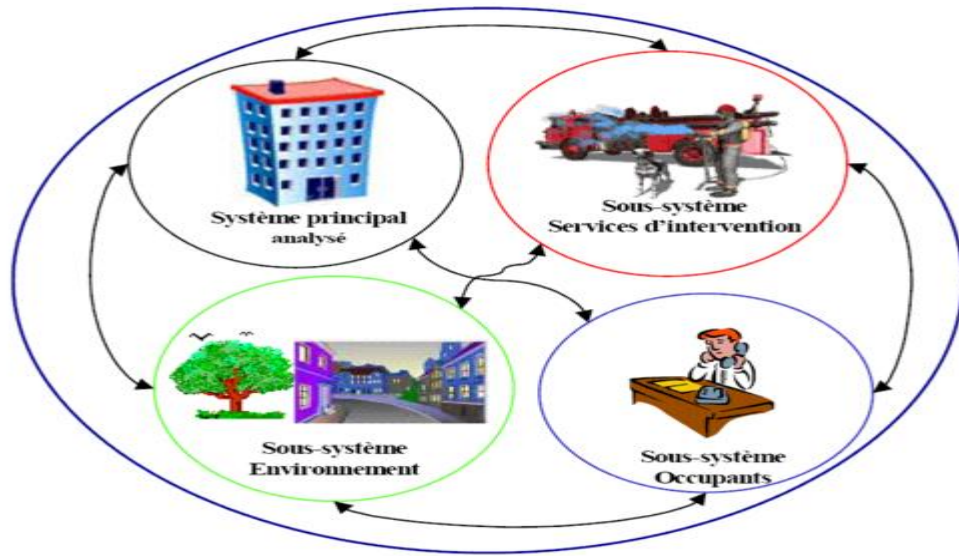 Système principal
analysé
Sous-système
Services d'intervention
Sous-système
Environnement
Sous-système
Occupants